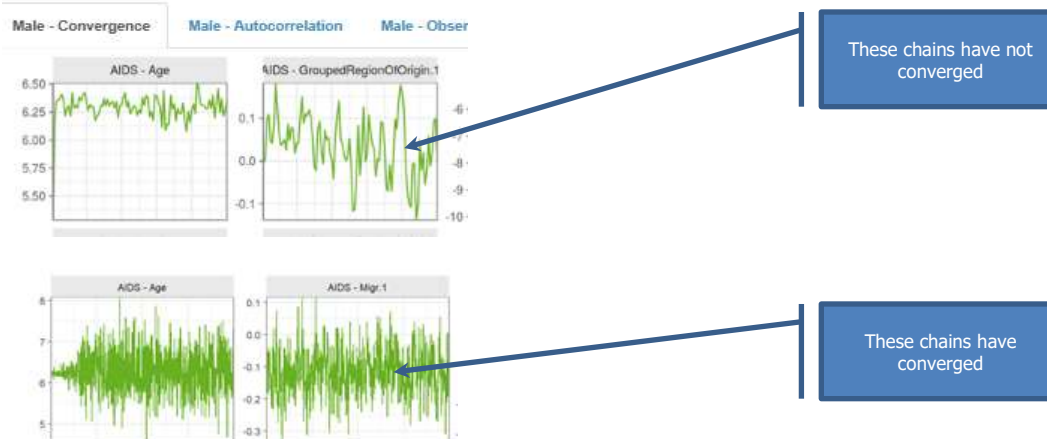 Male - Convergence
Male - Autocorrelation
Male - Obser
AIDS - Age
AIDS - GroupedRegionOfOrigin.1
6.50
6.25
6.00
5.75
5.50
0.1
0.0
-0.1
-6
-8
-9
-10
These chains have not
converged
AIDS - Age
AIDS - Migr.1
8
7
6
5
0.1
0.0
-0.1
-0.2
-0.3
These chains have
converged